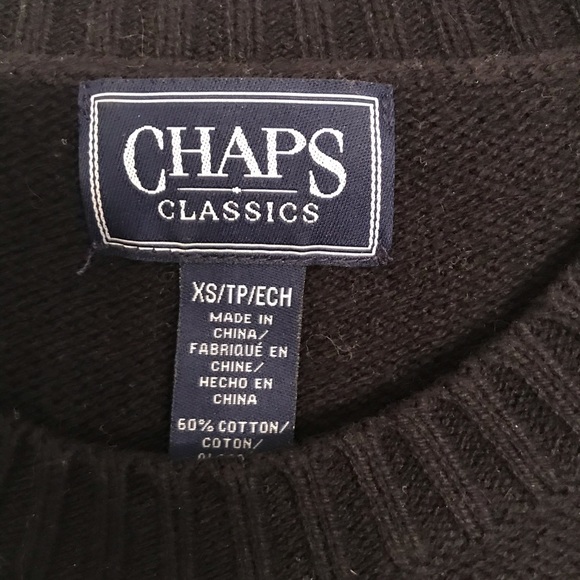 CHAPS
CLASSICS
XS/TP/ECH
MADE IN
CHINA/
FABRIQUÉ EN
CHINE/
HECHO EN
CHINA
60% COTTON/
COTON/